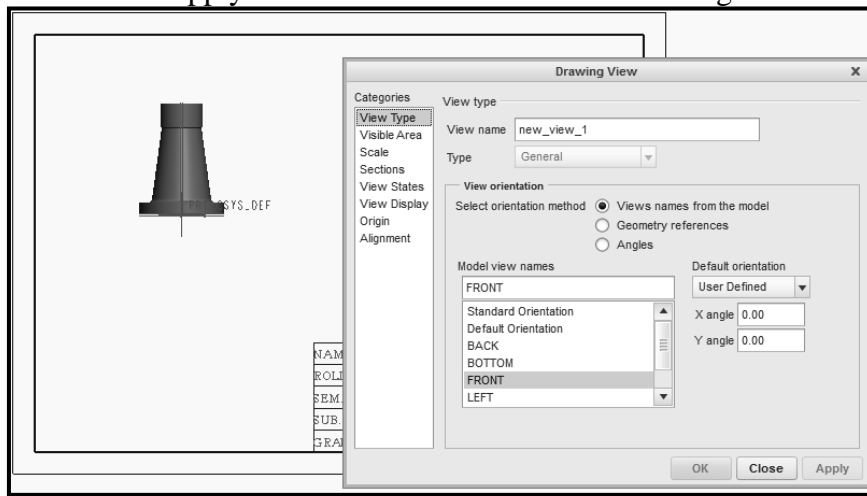 pply
Drawing View
X
Categories
View Type
Visible Area
Scale
Sections
View States
View Display
Origin
Alignment
View type
View name new_view_1
Type General
View orientation
Select orientation method Views names from the model
Geometry references
Angles
Model view names
FRONT
Standard Orientation
Default Orientation
BACK
BOTTOM
FRONT
LEFT
Default orientation
User Defined
X angle 0.00
Y angle 0.00
OK Close Apply
SYS_DEF
NAM
ROLL
SEM.
SUB.
GRA